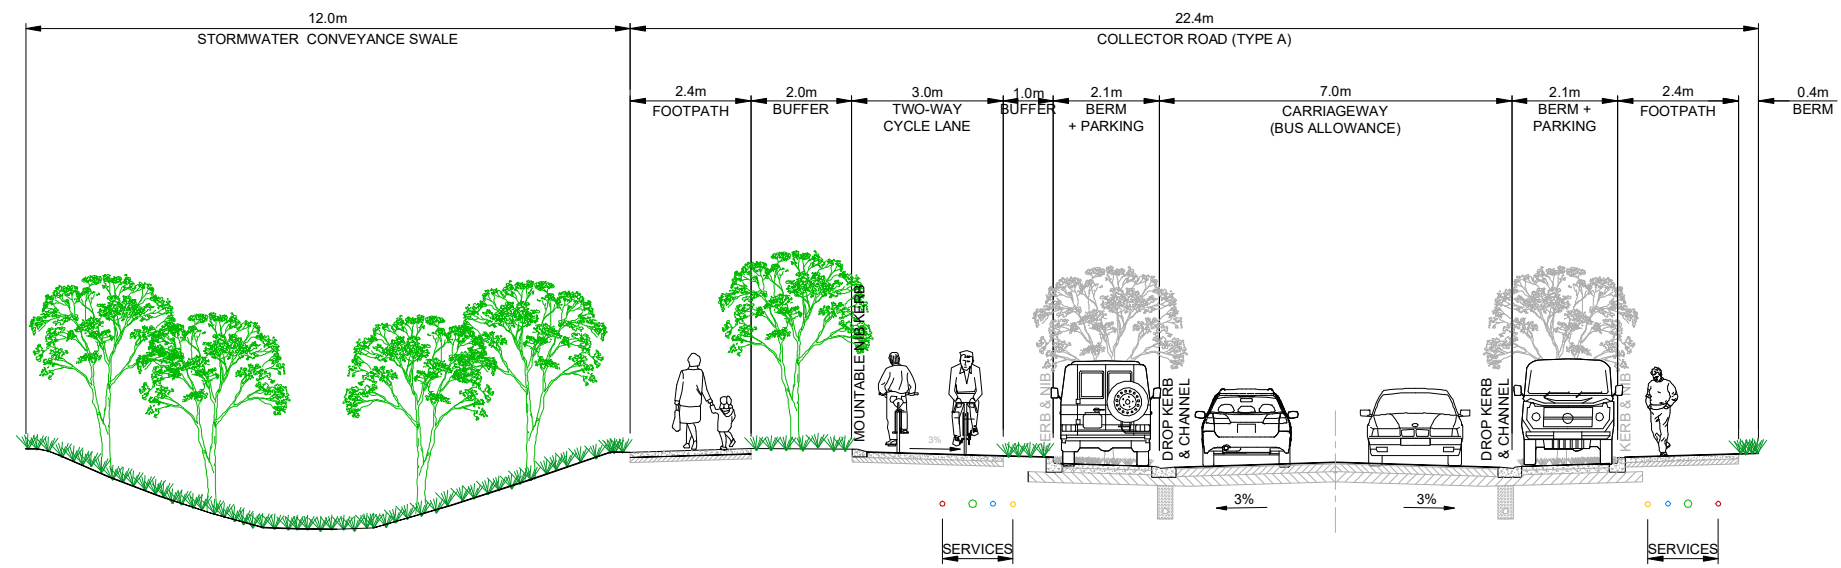 12.0m
STORMWATER CONVEYANCE SWALE
22.4m
COLLECTOR ROAD (TYPE A)
2.4m
FOOTPATH
2.0m
BUFFER
3.0m
TWO-WAY
CYCLE LANE
1.0m
BUFFER
2.1m
BERM
+ PARKING
7.0m
CARRIAGEWAY
(BUS ALLOWANCE)
2.1m
BERM +
PARKING
2.4m
FOOTPATH
0.4m
BERM
MOUNTABLE NIB KERB
3%
KERB & NIB
DROP KERB
& CHANNEL
DROP KERB
& CHANNEL
KERB & NIB
3%
3%
SERVICES
SERVICES